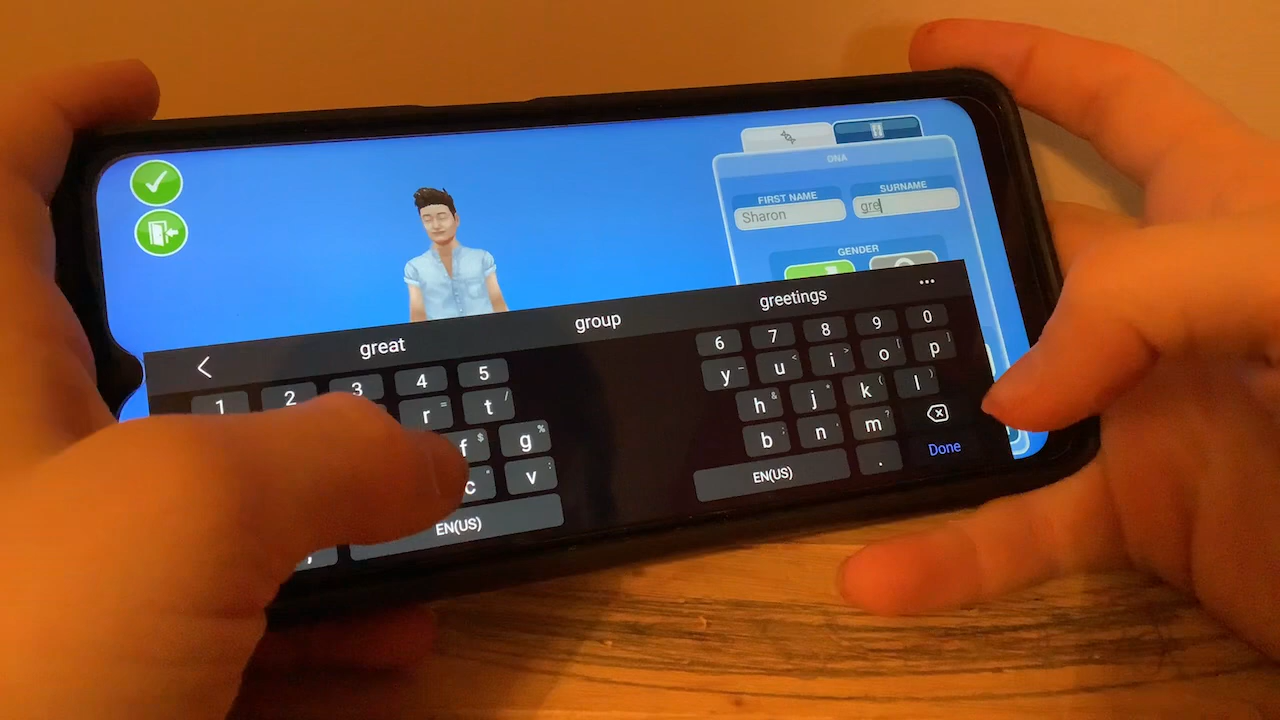 DNA
FIRST NAME
SURNAME
Sharon
gre
GENDER
great
group
greetings
...
1 2 3 4 5 6 7 8 9 0
r = t / y - u < i > o [ p ]
f $ g % h & j * k ( l )
c v b ; n m ?
EN(US) EN(US) . Done